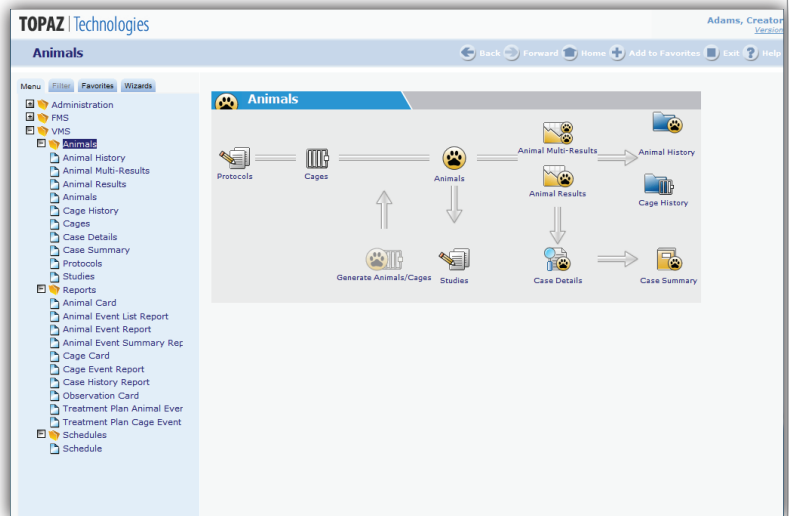 TOPAZ | Technologies
Adams, Creator
Version
Animals
Back Forward Home Add to Favorites Exit Help
Menu Filter Favorites Wizards
Administration
FMS
VMS
Animals
Animal History
Animal Multi-Results
Animal Results
Animals
Cage History
Cages
Case Details
Case Summary
Protocols
Studies
Reports
Animal Card
Animal Event List Report
Animal Event Report
Animal Event Summary Rep
Cage Card
Cage Event Report
Case History Report
Observation Card
Treatment Plan Animal Ever
Treatment Plan Cage Event
Schedules
Schedule
Animals
Protocols
Cages
Animals
Animal Multi-Results
Animal History
Animal Results
Cage History
Generate Animals/Cages
Studies
Case Details
Case Summary